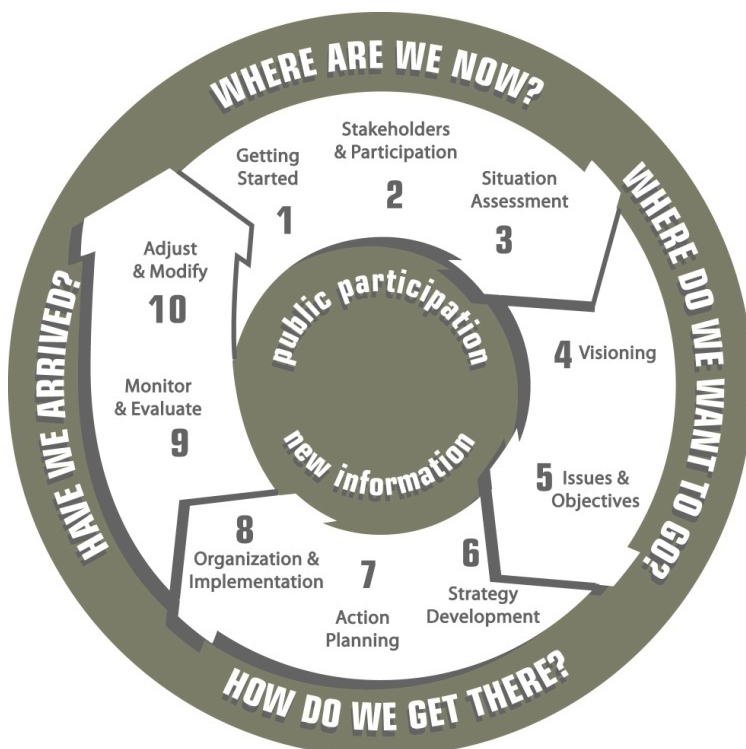 WHERE ARE WE NOW?
Getting
Started
1
Stakeholders
& Participation
2
Situation
Assessment
3
WHERE DO WE WANT TO GO?
4 Visioning
5 Issues &
Objectives
HOW DO WE GET THERE?
6
Strategy
Development
7
Action
Planning
8
Organization &
Implementation
HAVE WE ARRIVED?
Monitor
& Evaluate
9
Adjust
& Modify
10
public participation
new information